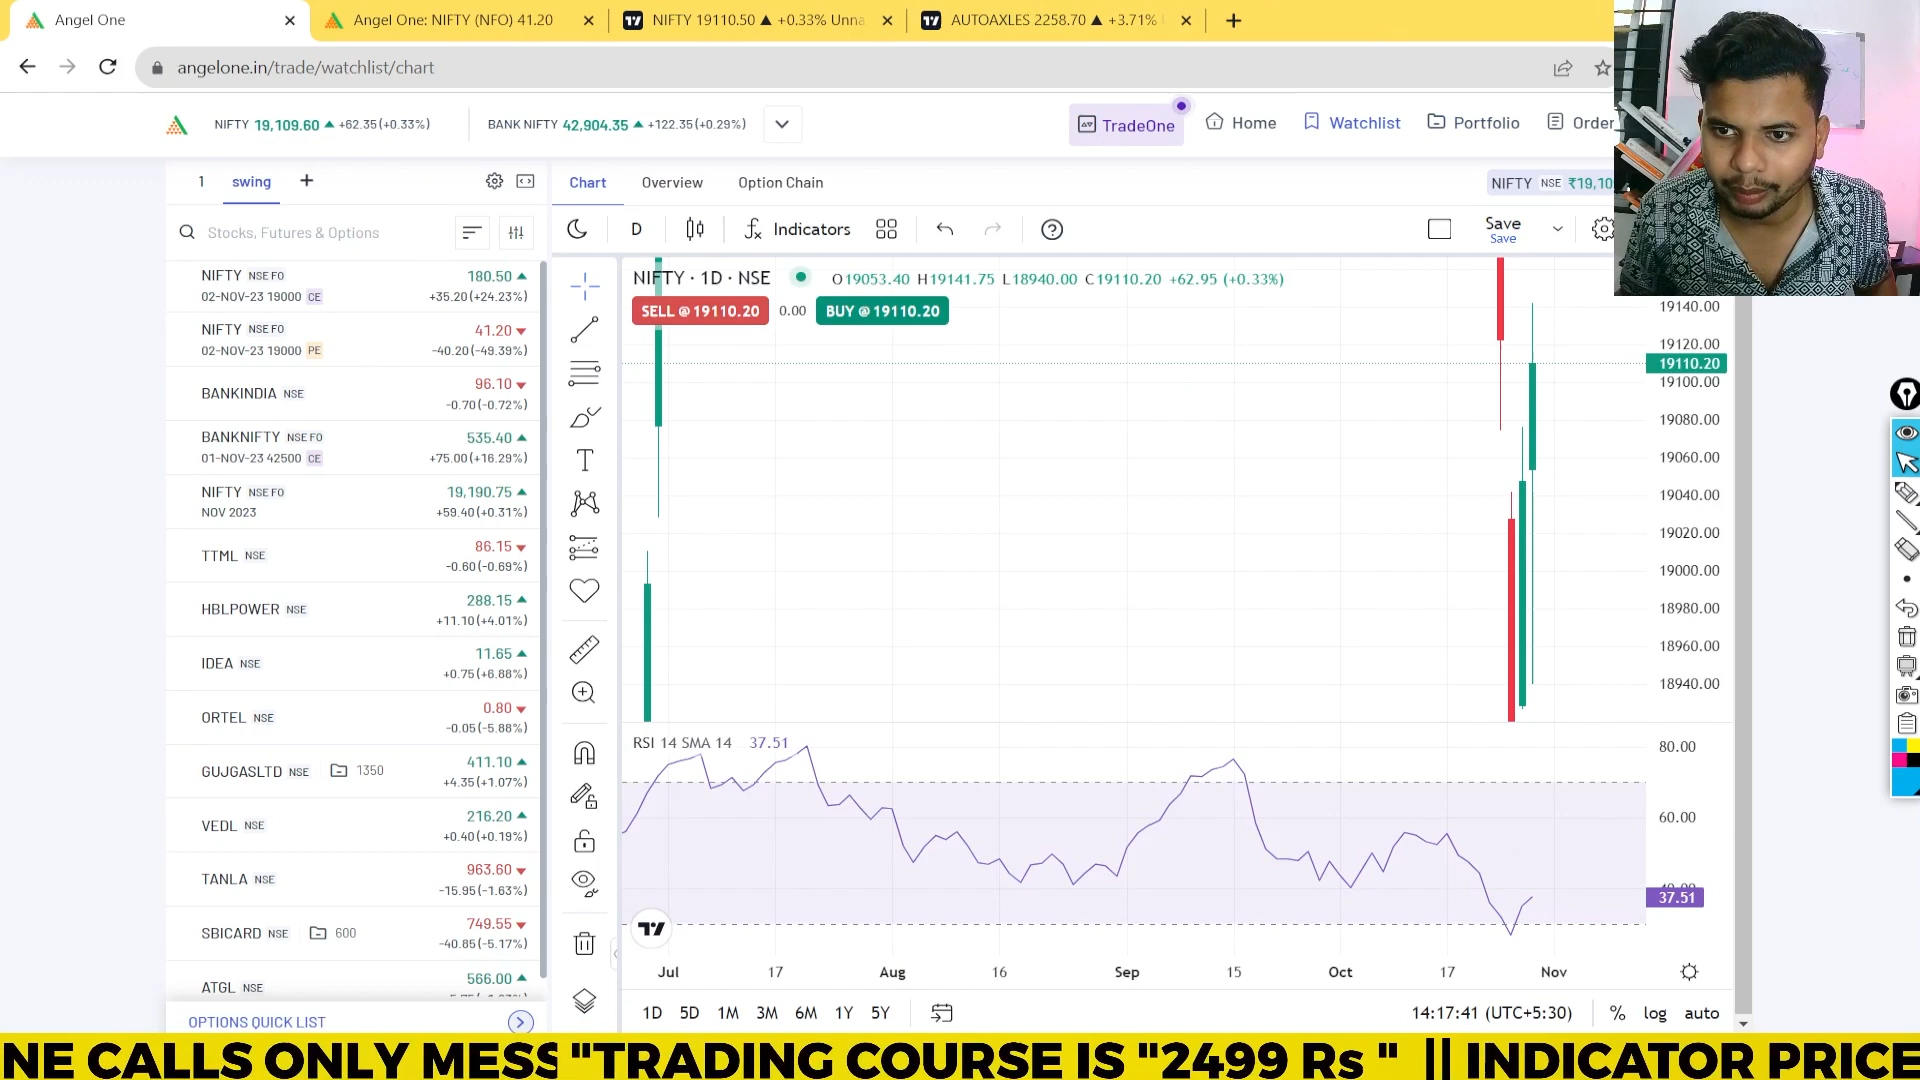 Angel One
Angel One: NIFTY (NFO) 41.20
NIFTY 19110.50 ▲ +0.33% Unna
AUTOAXLES 2258.70 ▲ +3.71%
angelone.in/trade/watchlist/chart
NIFTY 19,109.60 ▲ +62.35(+0.33%)
BANK NIFTY 42,904.35 ▲ +122.35(+0.29%)
TradeOne
Home
Watchlist
Portfolio
Order
1 swing +
Chart Overview Option Chain
NIFTY NSE ₹19,10
Stocks, Futures & Options
D Indicators
Save
Save
NIFTY NSE FO 180.50 ▲
02-NOV-23 19000 CE +35.20(+24.23%)
NIFTY NSE FO 41.20 ▼
02-NOV-23 19000 PE -40.20(-49.39%)
BANKINDIA NSE 96.10 ▼
-0.70(-0.72%)
BANKNIFTY NSE FO 535.40 ▲
01-NOV-23 42500 CE +75.00(+16.29%)
NIFTY NSE FO 19,190.75 ▲
NOV 2023 +59.40(+0.31%)
TTML NSE 86.15 ▼
-0.60(-0.69%)
HBLPOWER NSE 288.15 ▲
+11.10(+4.01%)
IDEA NSE 11.65 ▲
+0.75(+6.88%)
ORTEL NSE 0.80 ▼
-0.05(-5.88%)
GUJGASLTD NSE 1350 411.10 ▲
+4.35(+1.07%)
VEDL NSE 216.20 ▲
+0.40(+0.19%)
TANLA NSE 963.60 ▼
-15.95(-1.63%)
SBICARD NSE 600 749.55 ▼
-40.85(-5.17%)
ATGL NSE 566.00 ▲
OPTIONS QUICK LIST
NIFTY · 1D · NSE O19053.40 H19141.75 L18940.00 C19110.20 +62.95 (+0.33%)
SELL @ 19110.20 0.00 BUY @ 19110.20
19140.00
19120.00
19110.20
19100.00
19080.00
19060.00
19040.00
19020.00
19000.00
18980.00
18960.00
18940.00
RSI 14 SMA 14 37.51
80.00
60.00
37.51
Jul 17 Aug 16 Sep 15 Oct 17 Nov
1D 5D 1M 3M 6M 1Y 5Y
14:17:41 (UTC+5:30) % log auto
NE CALLS ONLY MESS "TRADING COURSE IS "2499 Rs " || INDICATOR PRICE